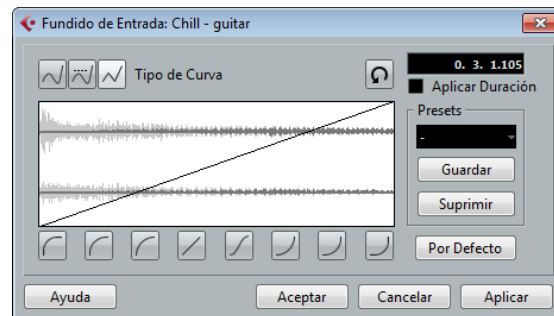 Fundido de Entrada: Chill - guitar
Tipo de Curva
0. 3. 1.105
Aplicar Duración
Presets
-
Guardar
Suprimir
Por Defecto
Ayuda
Aceptar
Cancelar
Aplicar